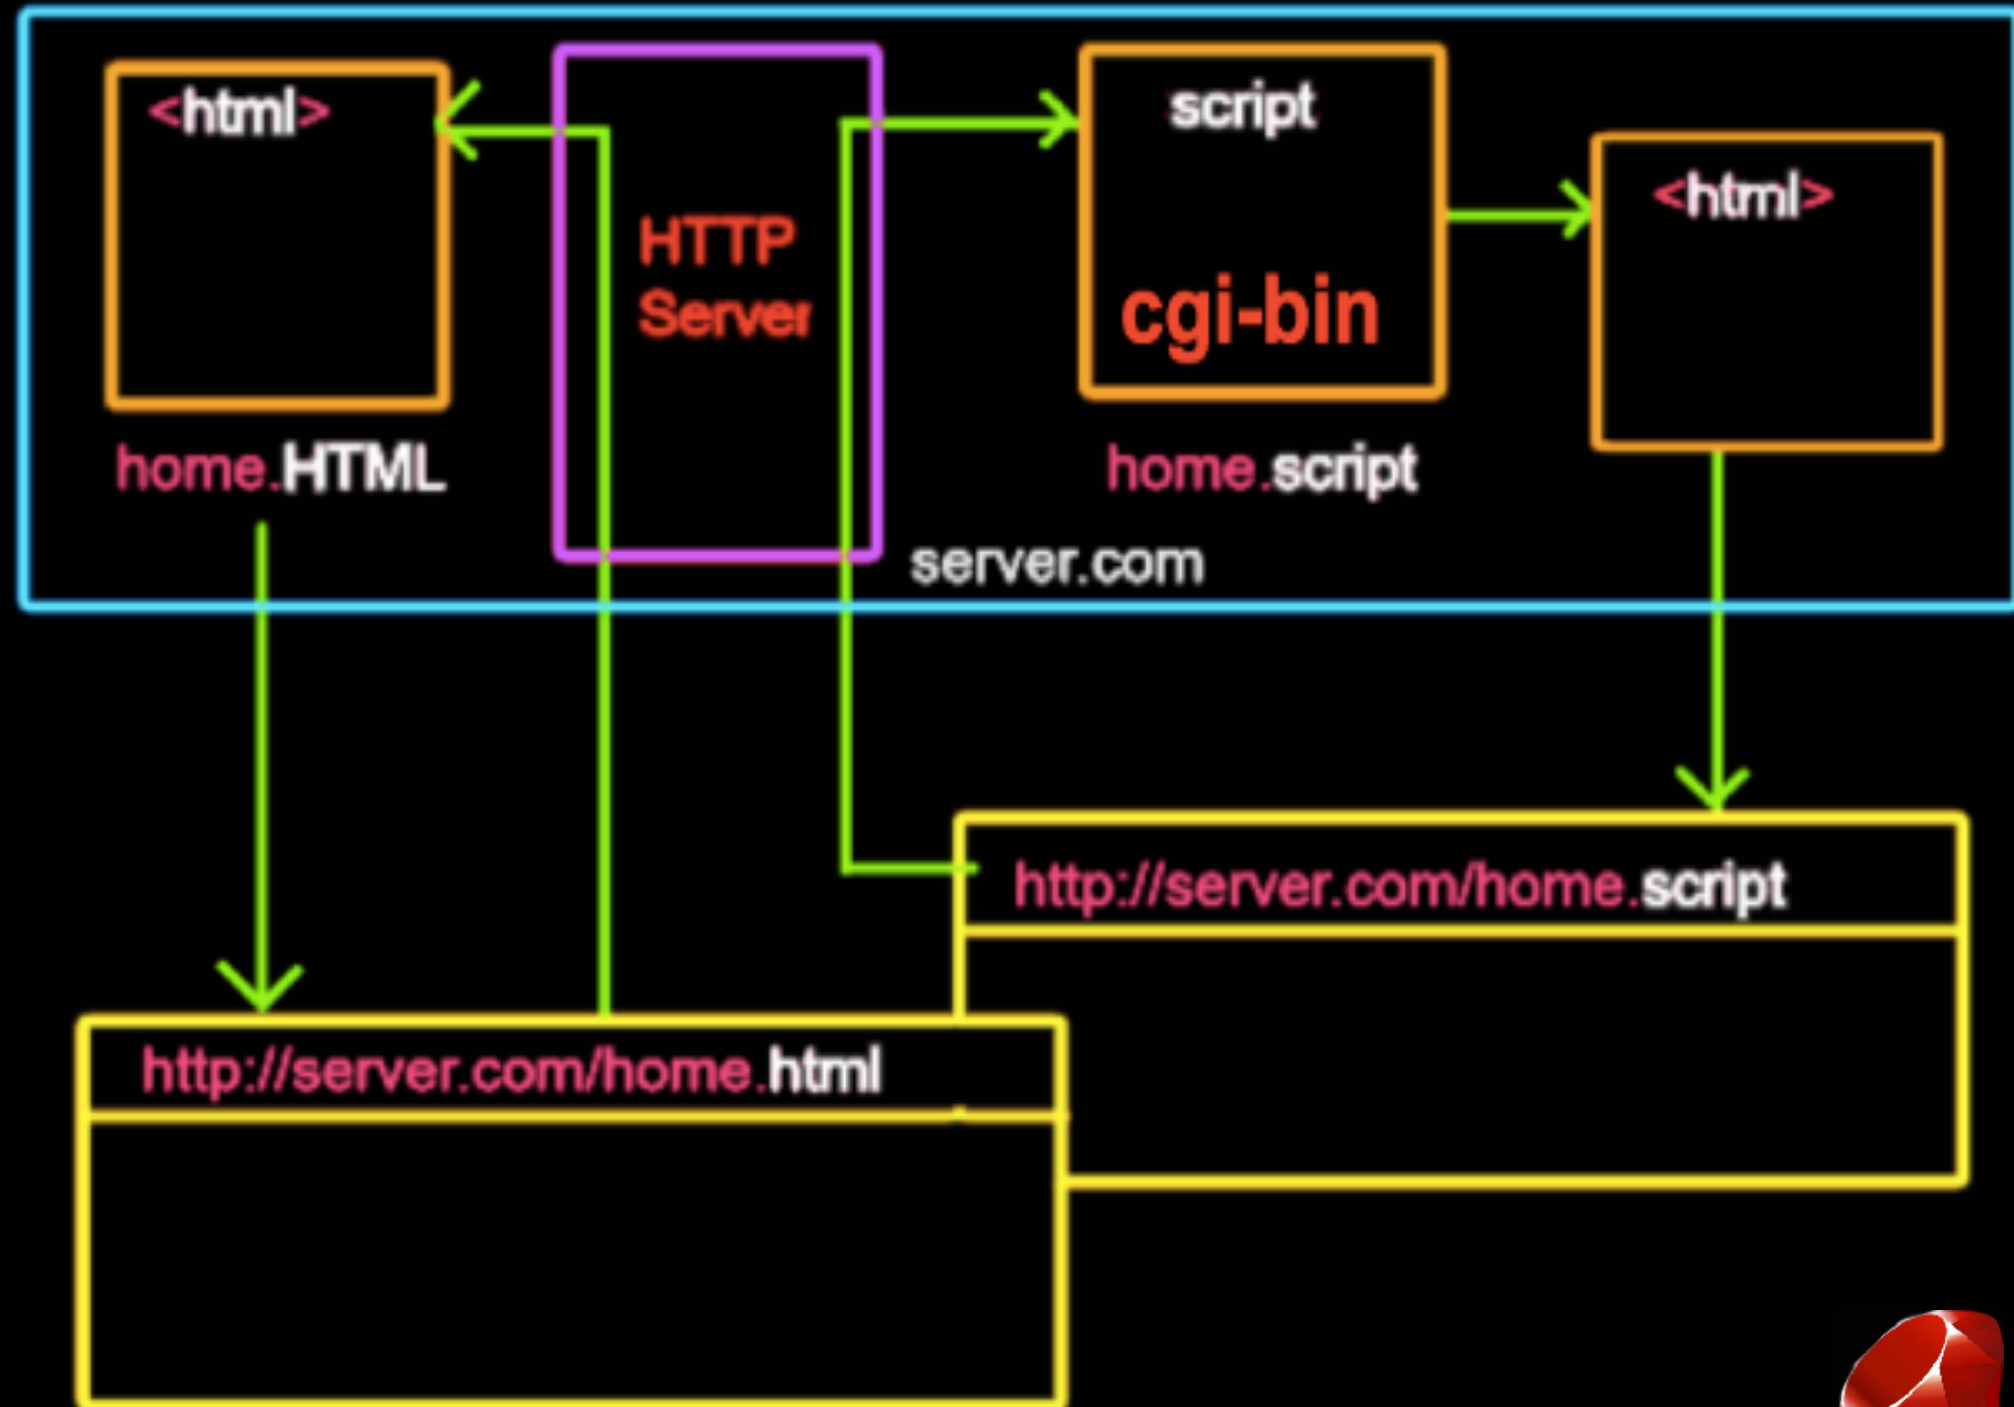 <html>
home.HTML
HTTP
Server
script
cgi-bin
home.script
<html>
server.com
http://server.com/home.script
http://server.com/home.html